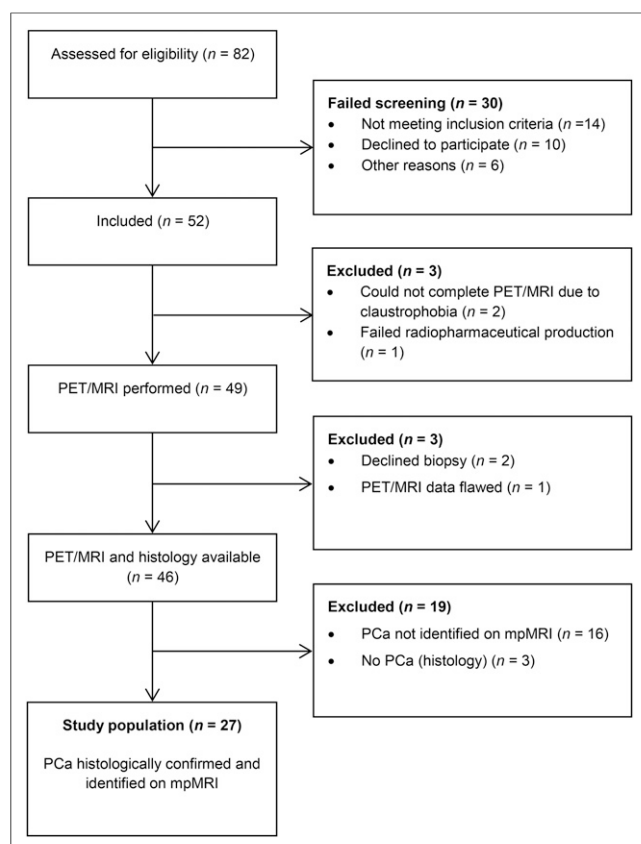 Assessed for eligibility (n = 82)
Failed screening (n = 30)
• Not meeting inclusion criteria (n =14)
• Declined to participate (n = 10)
• Other reasons (n = 6)
Included (n = 52)
Excluded (n = 3)
• Could not complete PET/MRI due to
claustrophobia (n = 2)
• Failed radiopharmaceutical production
(n = 1)
PET/MRI performed (n = 49)
Excluded (n = 3)
• Declined biopsy (n = 2)
• PET/MRI data flawed (n = 1)
PET/MRI and histology available
(n = 46)
Excluded (n = 19)
• PCa not identified on mpMRI (n = 16)
• No PCa (histology) (n = 3)
Study population (n = 27)
PCa histologically confirmed and
identified on mpMRI